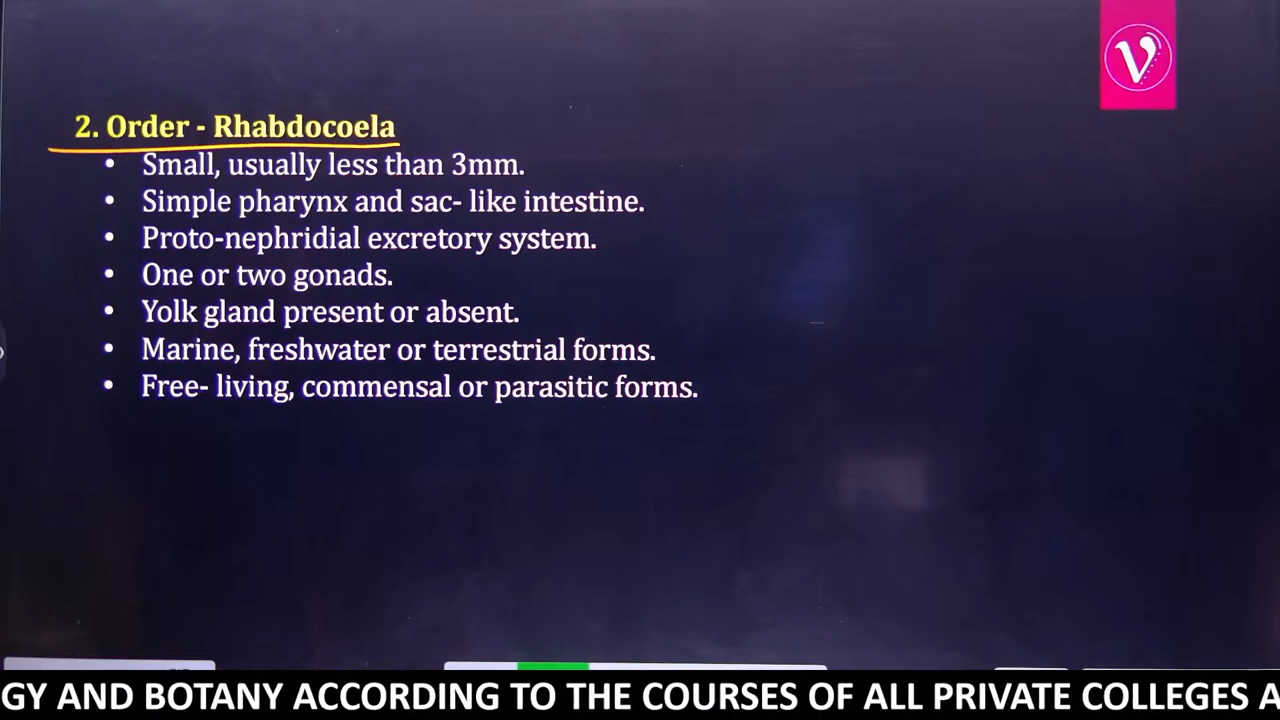 2. Order - Rhabdocoela
• Small, usually less than 3mm.
• Simple pharynx and sac- like intestine.
• Proto-nephridial excretory system.
• One or two gonads.
• Yolk gland present or absent.
• Marine, freshwater or terrestrial forms.
• Free- living, commensal or parasitic forms.
V
GY AND BOTANY ACCORDING TO THE COURSES OF ALL PRIVATE COLLEGES A